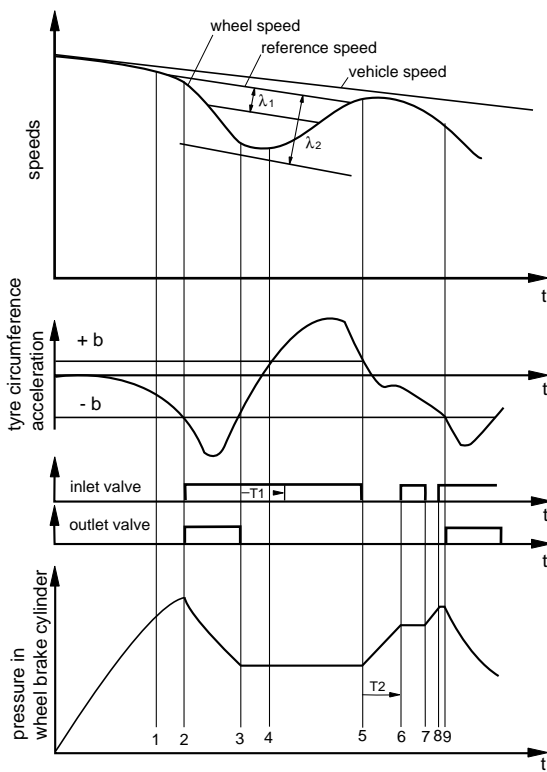 wheel speed
reference speed
vehicle speed
λ1
λ2
speeds
t
tyre circumference
acceleration
+ b
- b
t
inlet valve
T1
t
outlet valve
t
pressure in
wheel brake cylinder
T2
1 2 3 4 5 6 7 8 9
t